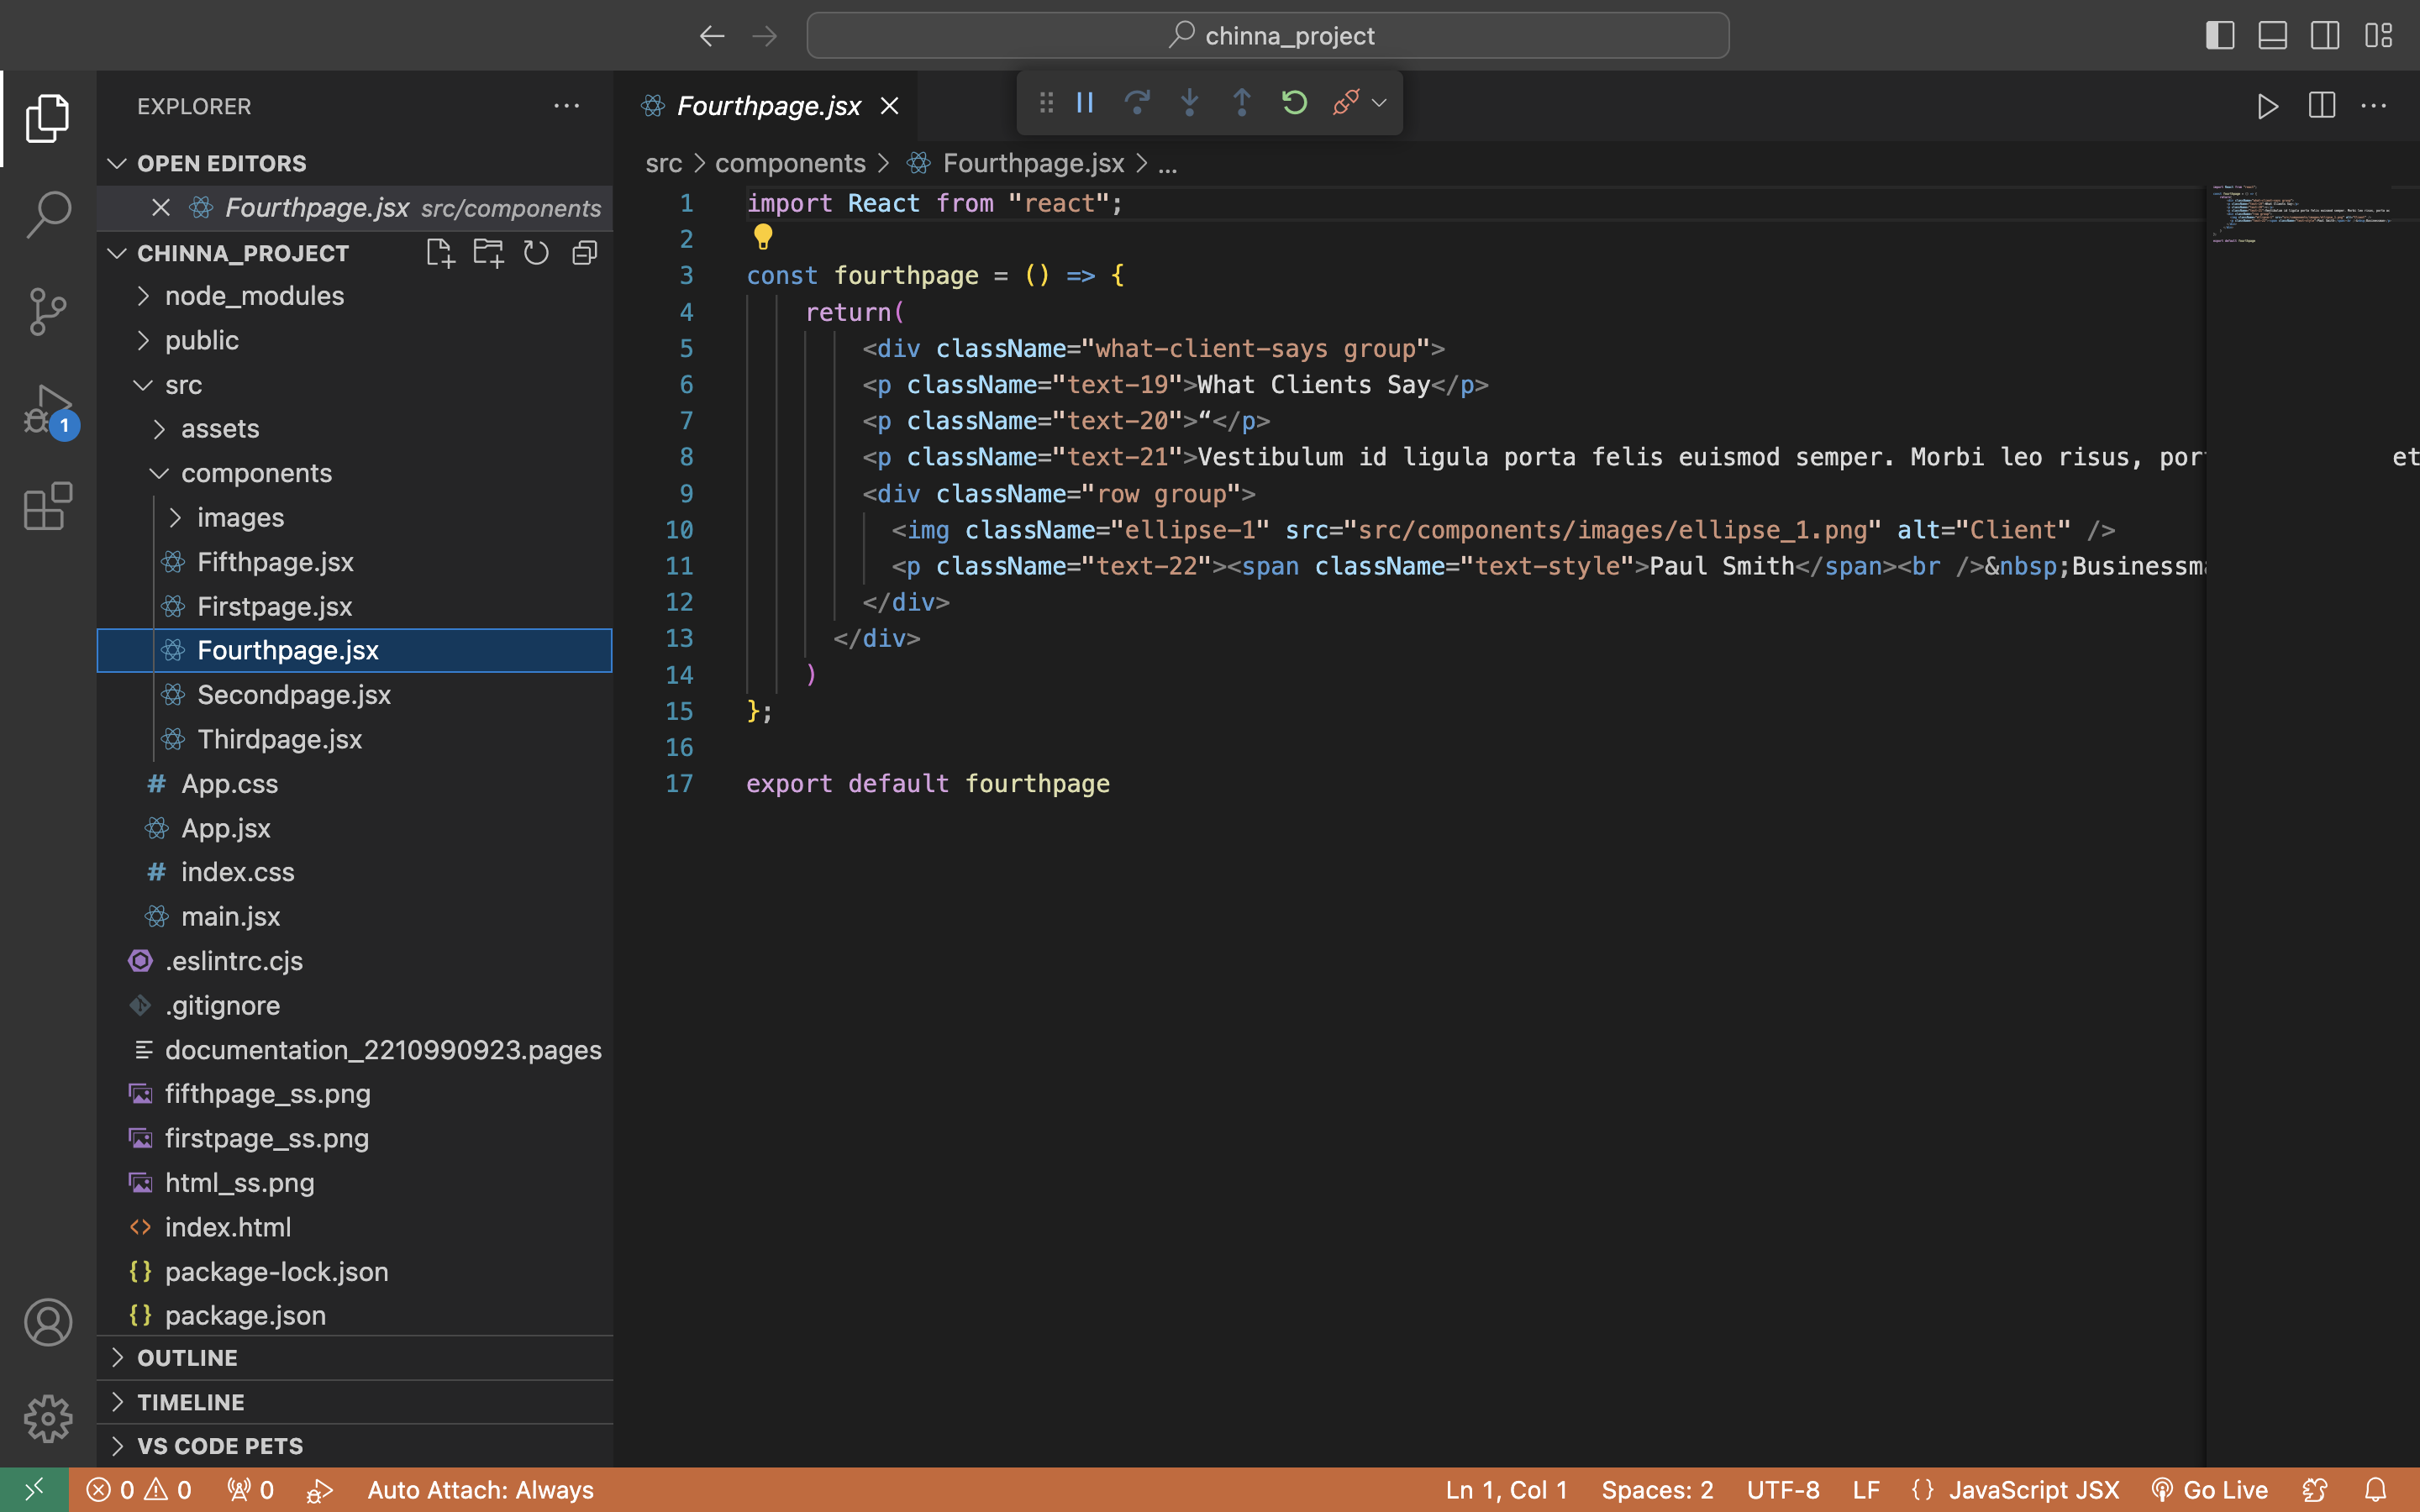 chinna_project
EXPLORER
OPEN EDITORS
Fourthpage.jsx src/components
CHINNA_PROJECT
node_modules
public
src
assets
components
images
Fifthpage.jsx
Firstpage.jsx
Fourthpage.jsx
Secondpage.jsx
Thirdpage.jsx
App.css
App.jsx
index.css
main.jsx
.eslintrc.cjs
.gitignore
documentation_2210990923.pages
fifthpage_ss.png
firstpage_ss.png
html_ss.png
index.html
package-lock.json
package.json
OUTLINE
TIMELINE
VS CODE PETS
1
Fourthpage.jsx
src > components > Fourthpage.jsx > ...
1 import React from "react";
2
3 const fourthpage = () => {
4 return(
5 <div className="what-client-says group">
6 <p className="text-19">What Clients Say</p>
7 <p className="text-20">“</p>
8 <p className="text-21">Vestibulum id ligula porta felis euismod semper. Morbi leo risus, por et
9 <div className="row group">
10 <img className="ellipse-1" src="src/components/images/ellipse_1.png" alt="Client" />
11 <p className="text-22"><span className="text-style">Paul Smith</span><br />&nbsp;Businessma
12 </div>
13 </div>
14 )
15 };
16
17 export default fourthpage
0 0 0 Auto Attach: Always Ln 1, Col 1 Spaces: 2 UTF-8 LF {} JavaScript JSX Go Live